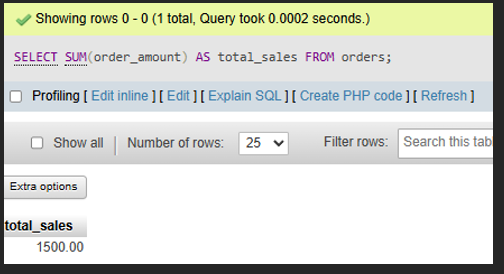 Showing rows 0 - 0 (1 total, Query took 0.0002 seconds.)
SELECT SUM(order_amount) AS total_sales FROM orders;
Profiling [ Edit inline ] [ Edit ] [ Explain SQL ] [ Create PHP code ] [ Refresh ]
Show all | Number of rows: 25 Filter rows: Search this tabl
Extra options
total_sales
1500.00